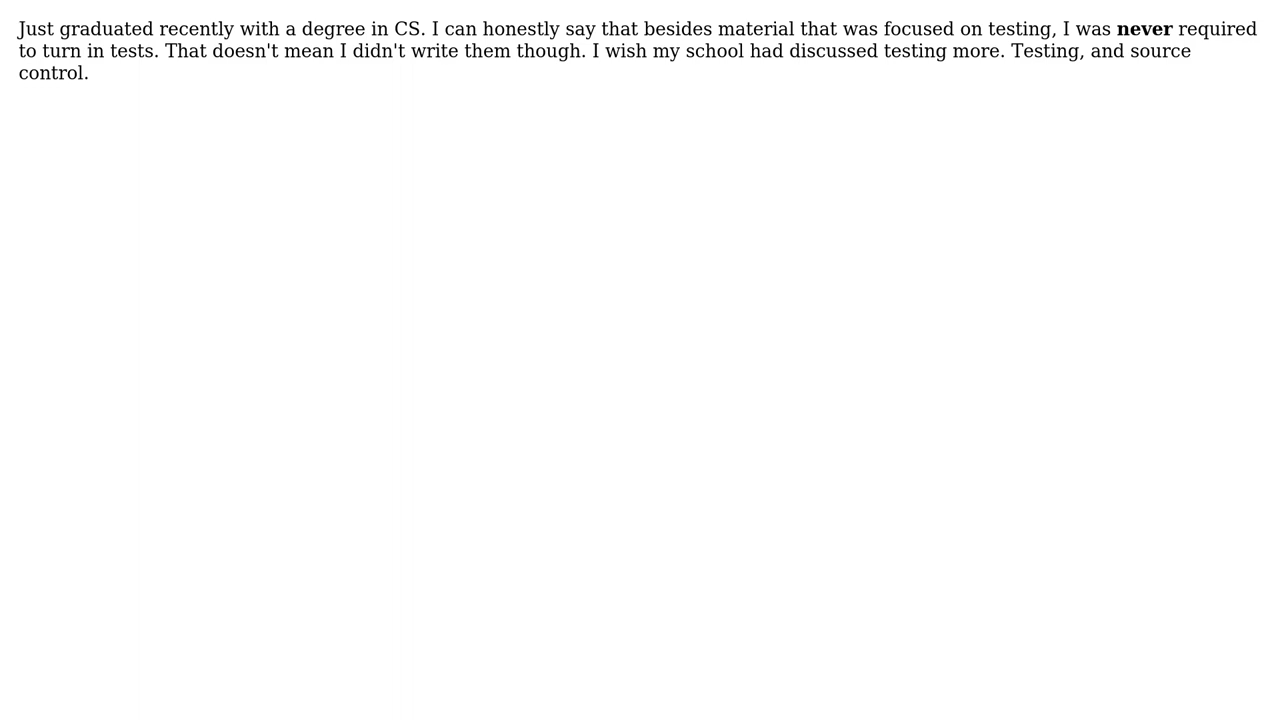 Just graduated recently with a degree in CS. I can honestly say that besides material that was focused on testing, I was never required
to turn in tests. That doesn't mean I didn't write them though. I wish my school had discussed testing more. Testing, and source
control.